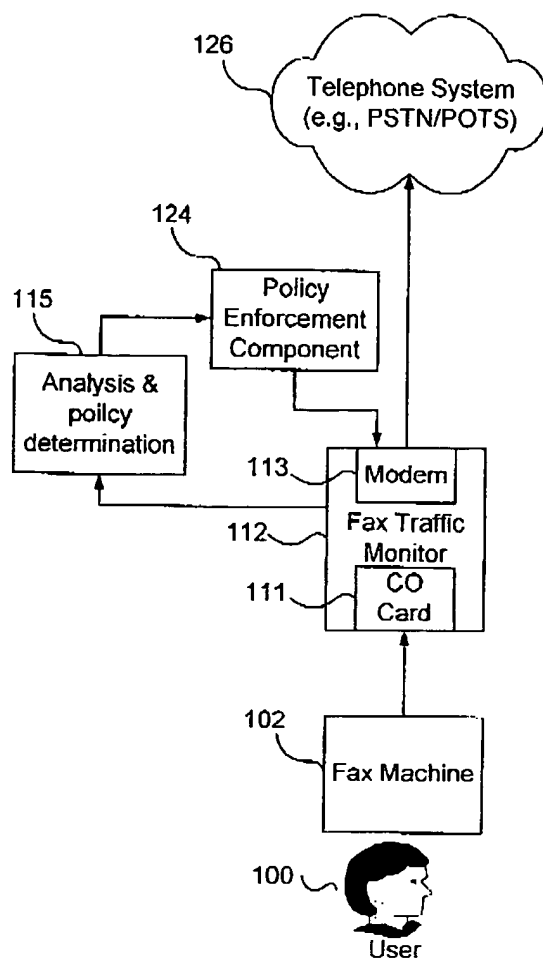 126
Telephone System
(e.g., PSTN/POTS)
124
Policy
Enforcement
Component
115
Analysis &
poilcy
determination
113
Modem
Fax Traffic
Monitor
112
111
CO
Card
102
Fax Machine
100
User